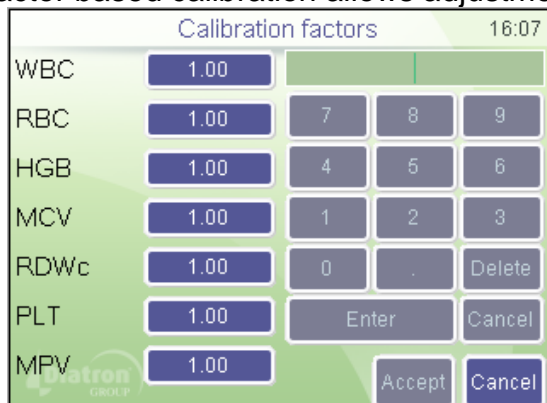 Calibration factors 16:07
WBC 1.00
RBC 1.00 7 8 9
HGB 1.00 4 5 6
MCV 1.00 1 2 3
RDWc 1.00 0 . Delete
PLT 1.00 Enter Cancel
MPV 1.00 Accept Cancel
Diatron
GROUP